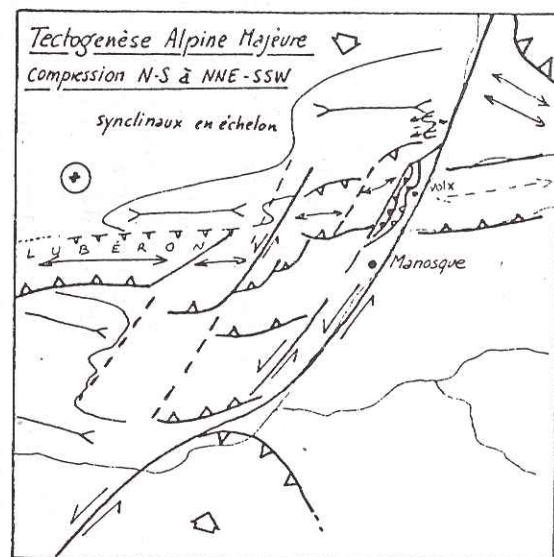 Tectogenèse Alpine Majeure
Compression N-S à NNE-SSW
synclinaux en échelon
Volx
LUBÉRON
Manosque